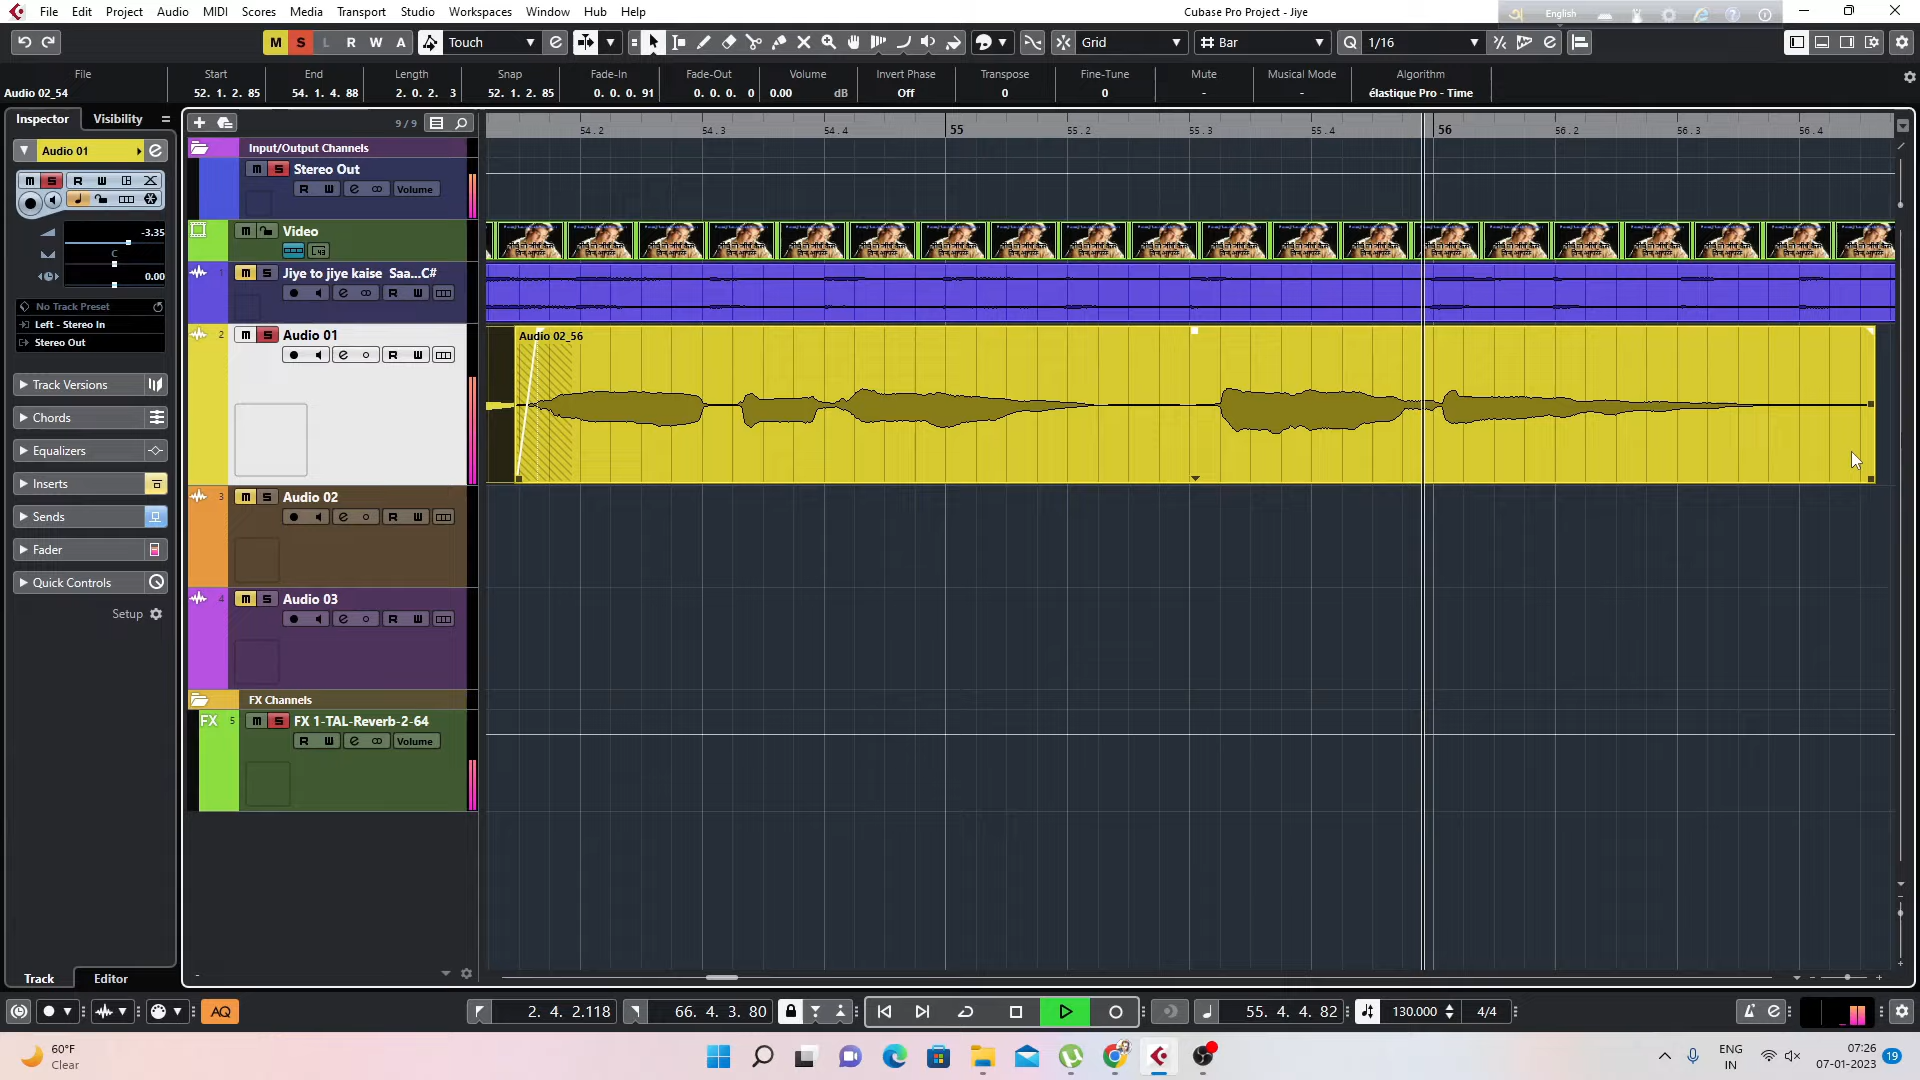 File Edit Project Audio MIDI Scores Media Transport Studio Workspaces Window Hub Help
Cubase Pro Project - Jiye
English
M S L R W A Touch
Grid
Bar
Q 1/16
File Start End Length Snap Fade-In Fade-Out Volume Invert Phase Transpose Fine-Tune Mute Musical Mode Algorithm
Audio 02_54 52. 1. 2. 85 54. 1. 4. 88 2. 0. 2. 3 52. 1. 2. 85 0. 0. 0. 91 0. 0. 0. 0 0.00 dB Off 0 0 - - élastique Pro - Time
Inspector Visibility
9 / 9
54.2 54.3 54.4 55 55.2 55.3 55.4 56 56.2 56.3 56.4
Audio 01
M S R W
-3.35
C
0.00
No Track Preset
Left - Stereo In
Stereo Out
Track Versions
Chords
Equalizers
Inserts
Sends
Fader
Quick Controls
Setup
Input/Output Channels
M S Stereo Out
R W e Volume
M Video
1 M S Jiye to jiye kaise Saa...C#
e R W
2 M S Audio 01
e R W
Audio 02_56
3 M S Audio 02
e R W
4 M S Audio 03
e R W
FX Channels
FX 5 M S FX 1-TAL-Reverb-2-64
R W e Volume
Track Editor
AQ
2. 4. 2.118
66. 4. 3. 80
55. 4. 4. 82
130.000
4/4
60°F
Clear
ENG
IN
07:26
07-01-2023
19